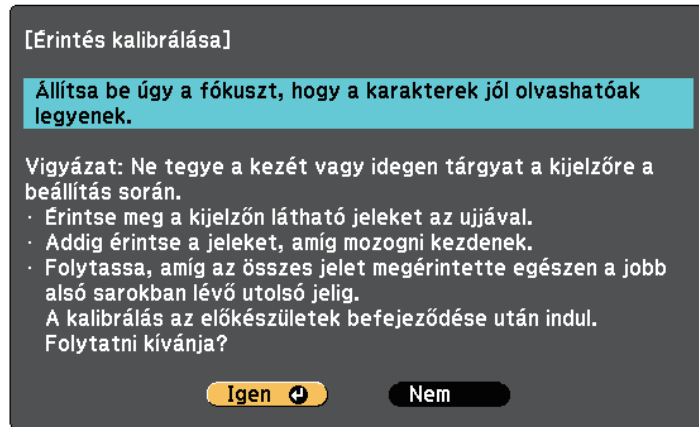 [Érintés kalibrálása]
Állítsa be úgy a fókuszt, hogy a karakterek jól olvashatóak
legyenek.
Vigyázat: Ne tegye a kezét vagy idegen tárgyat a kijelzőre a
beállítás során.
· Érintse meg a kijelzőn látható jeleket az ujjával.
· Addig érintse a jeleket, amíg mozogni kezdenek.
· Folytassa, amíg az összes jelet megérintette egészen a jobb
alsó sarokban lévő utolsó jelig.
A kalibrálás az előkészületek befejeződése után indul.
Folytatni kívánja?
Igen Nem